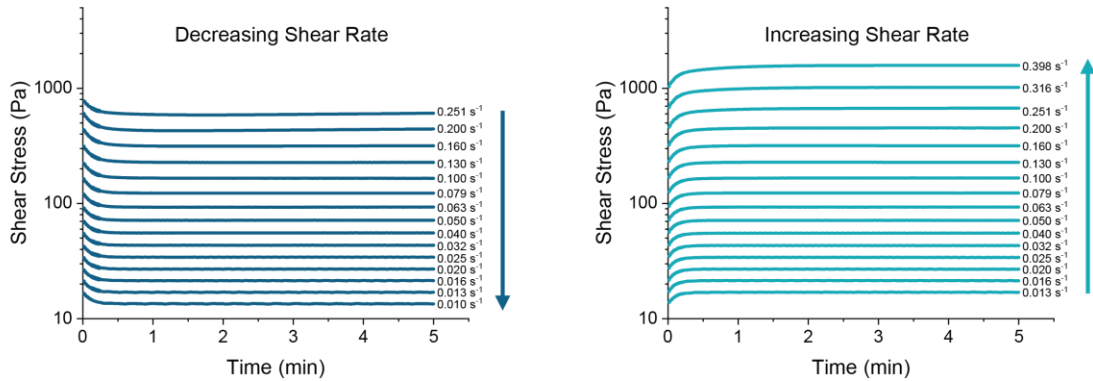 Decreasing Shear Rate
Shear Stress (Pa)
1000
100
10
0.251 s⁻¹
0.200 s⁻¹
0.160 s⁻¹
0.130 s⁻¹
0.100 s⁻¹
0.079 s⁻¹
0.063 s⁻¹
0.050 s⁻¹
0.040 s⁻¹
0.032 s⁻¹
0.025 s⁻¹
0.020 s⁻¹
0.016 s⁻¹
0.013 s⁻¹
0.010 s⁻¹
0 1 2 3 4 5 6
Time (min)
Increasing Shear Rate
Shear Stress (Pa)
1000
100
10
0.398 s⁻¹
0.316 s⁻¹
0.251 s⁻¹
0.200 s⁻¹
0.160 s⁻¹
0.130 s⁻¹
0.100 s⁻¹
0.079 s⁻¹
0.063 s⁻¹
0.050 s⁻¹
0.040 s⁻¹
0.032 s⁻¹
0.025 s⁻¹
0.020 s⁻¹
0.016 s⁻¹
0.013 s⁻¹
0 1 2 3 4 5 6
Time (min)